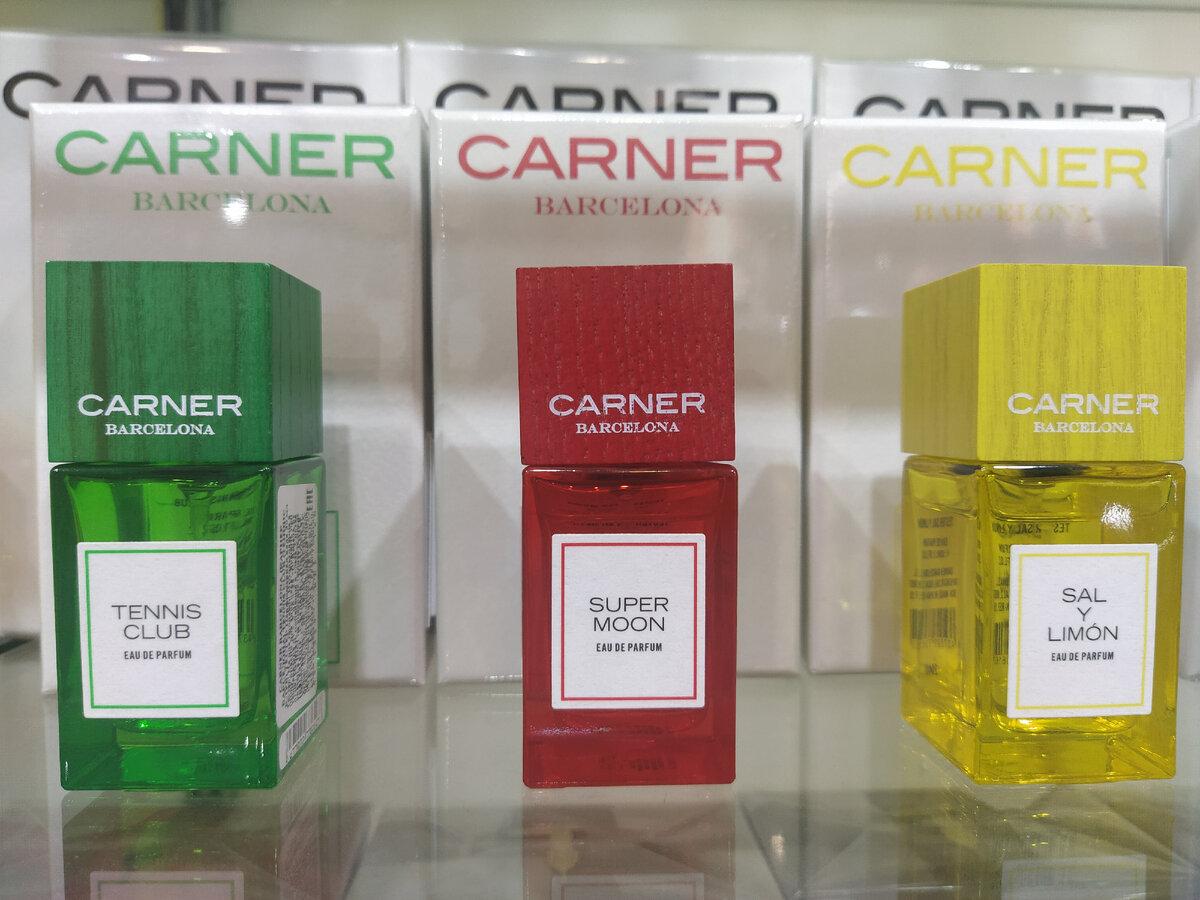 CARNER
CARNER
CARNER
CARNER
BARCELONA
CARNER
BARCELONA
CARNER
BARCELONA
CARNER
BARCELONA
TENNIS
CLUB
EAU DE PARFUM
CARNER
BARCELONA
SUPER
MOON
EAU DE PARFUM
CARNER
BARCELONA
SAL
Y
LIMÓN
EAU DE PARFUM